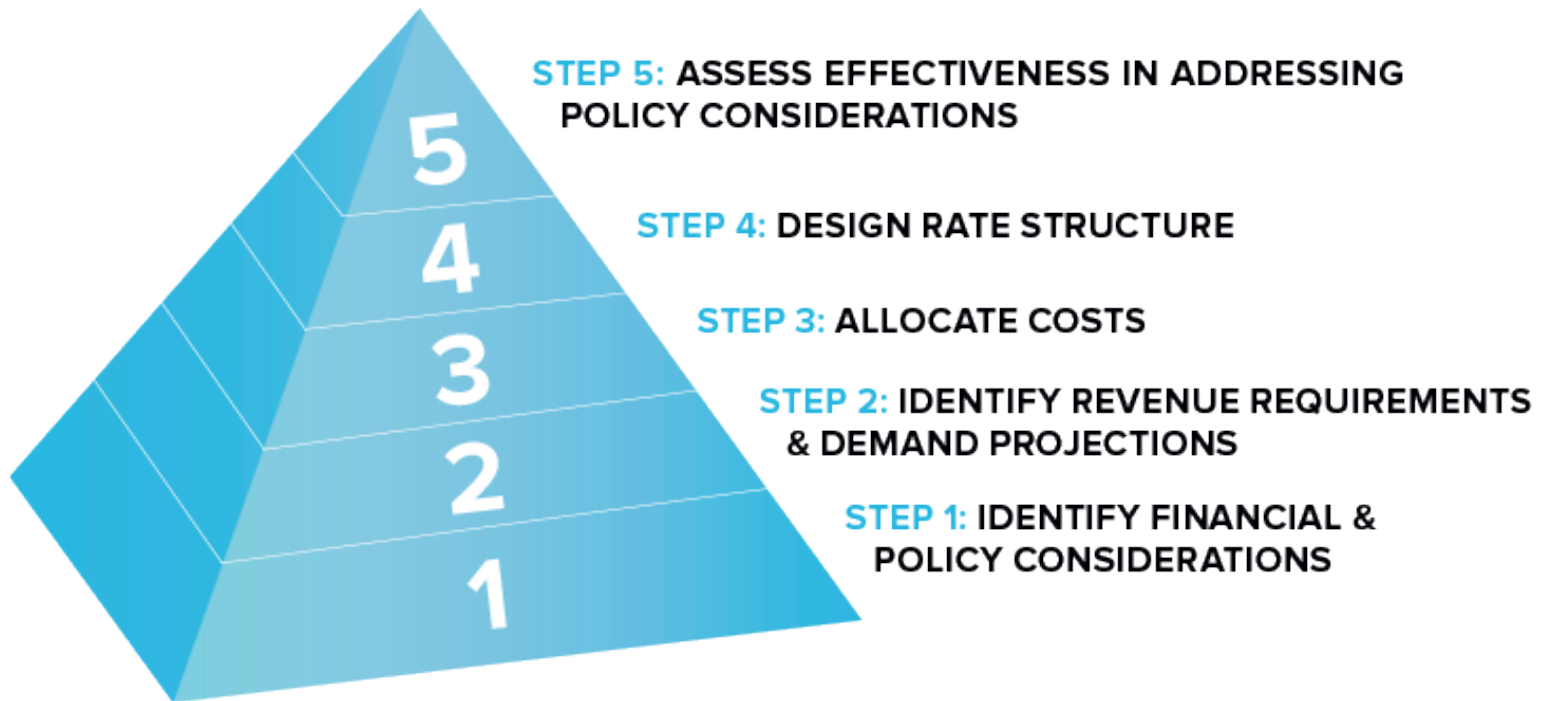 STEP 5: ASSESS EFFECTIVENESS IN ADDRESSING
POLICY CONSIDERATIONS
5
STEP 4: DESIGN RATE STRUCTURE
4
STEP 3: ALLOCATE COSTS
3
STEP 2: IDENTIFY REVENUE REQUIREMENTS
& DEMAND PROJECTIONS
2
STEP 1: IDENTIFY FINANCIAL &
POLICY CONSIDERATIONS
1